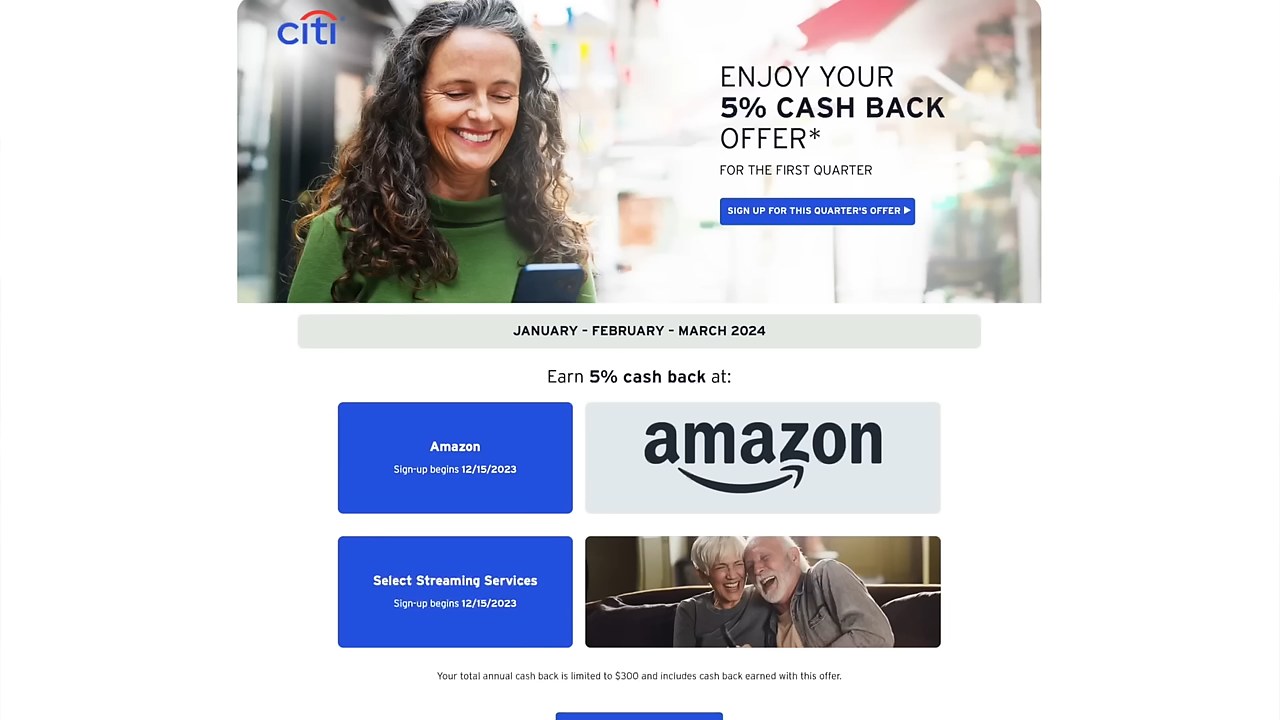 citi
ENJOY YOUR
5% CASH BACK
OFFER*
FOR THE FIRST QUARTER
SIGN UP FOR THIS QUARTER'S OFFER
JANUARY - FEBRUARY - MARCH 2024
Earn 5% cash back at:
Amazon
Sign-up begins 12/15/2023
amazon
Select Streaming Services
Sign-up begins 12/15/2023
Your total annual cash back is limited to $300 and includes cash back earned with this offer.